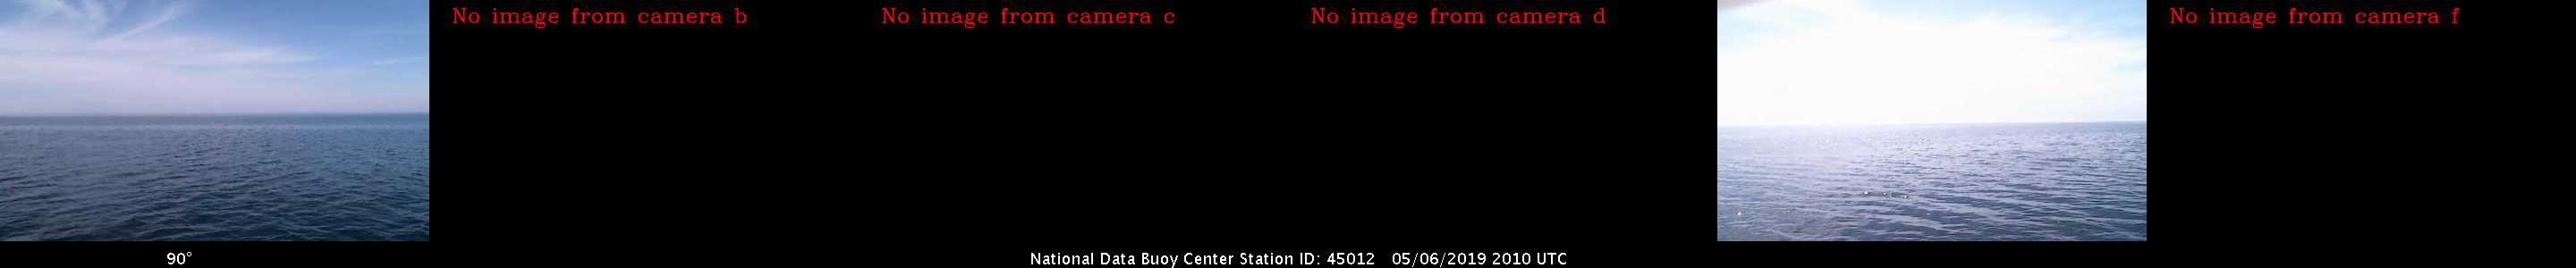 No image from camera b
No image from camera c
No image from camera d
No image from camera f
90°
National Data Buoy Center Station ID: 45012 05/06/2019 2010 UTC